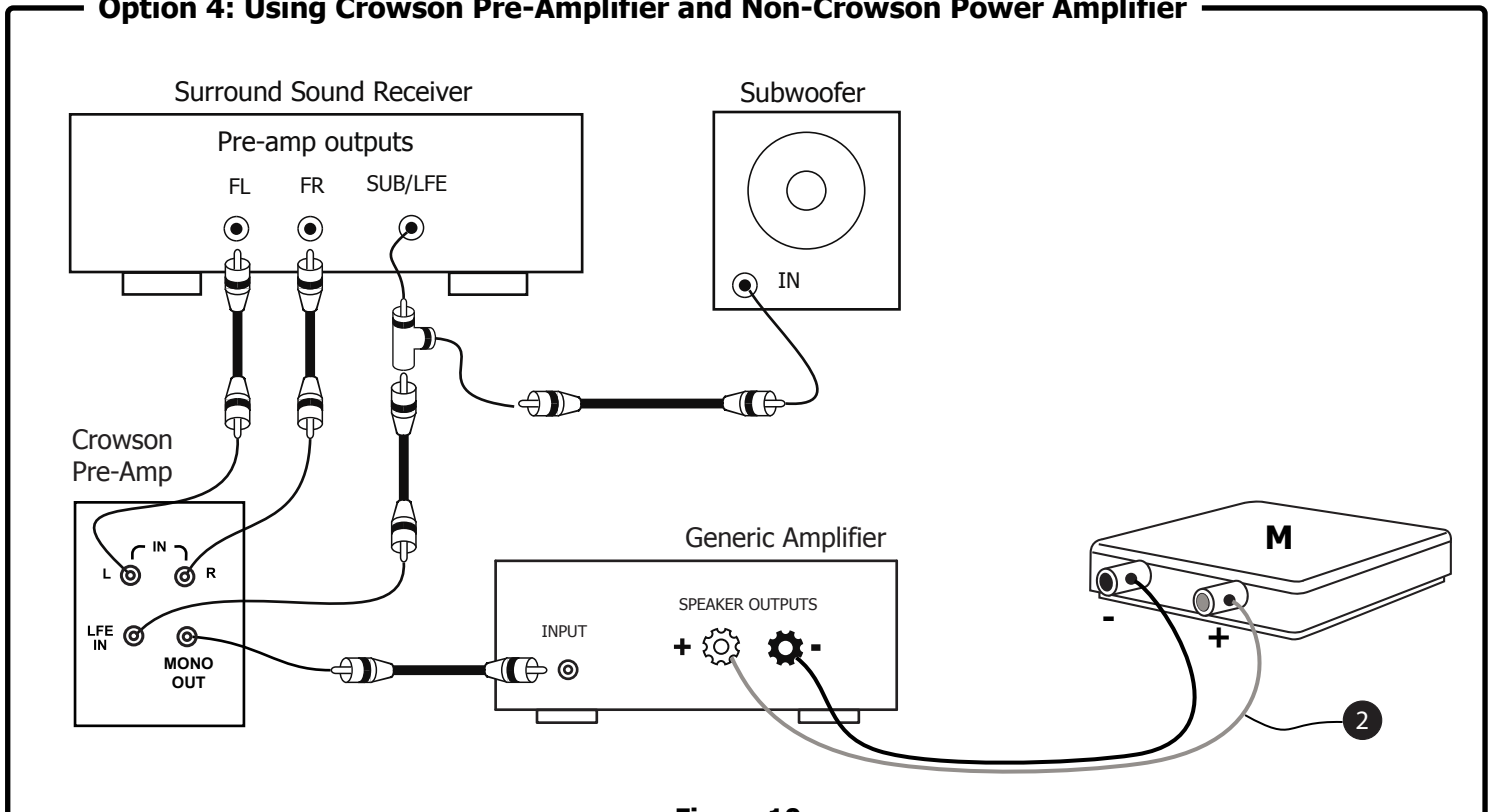 Option 4: Using Crowson Pre-Amplifier and Non-Crowson Power Amplifier
Surround Sound Receiver
Pre-amp outputs
FL
FR
SUB/LFE
Subwoofer
IN
Crowson
Pre-Amp
IN
L
R
LFE
IN
MONO
OUT
Generic Amplifier
INPUT
SPEAKER OUTPUTS
+
-
M
-
+
2